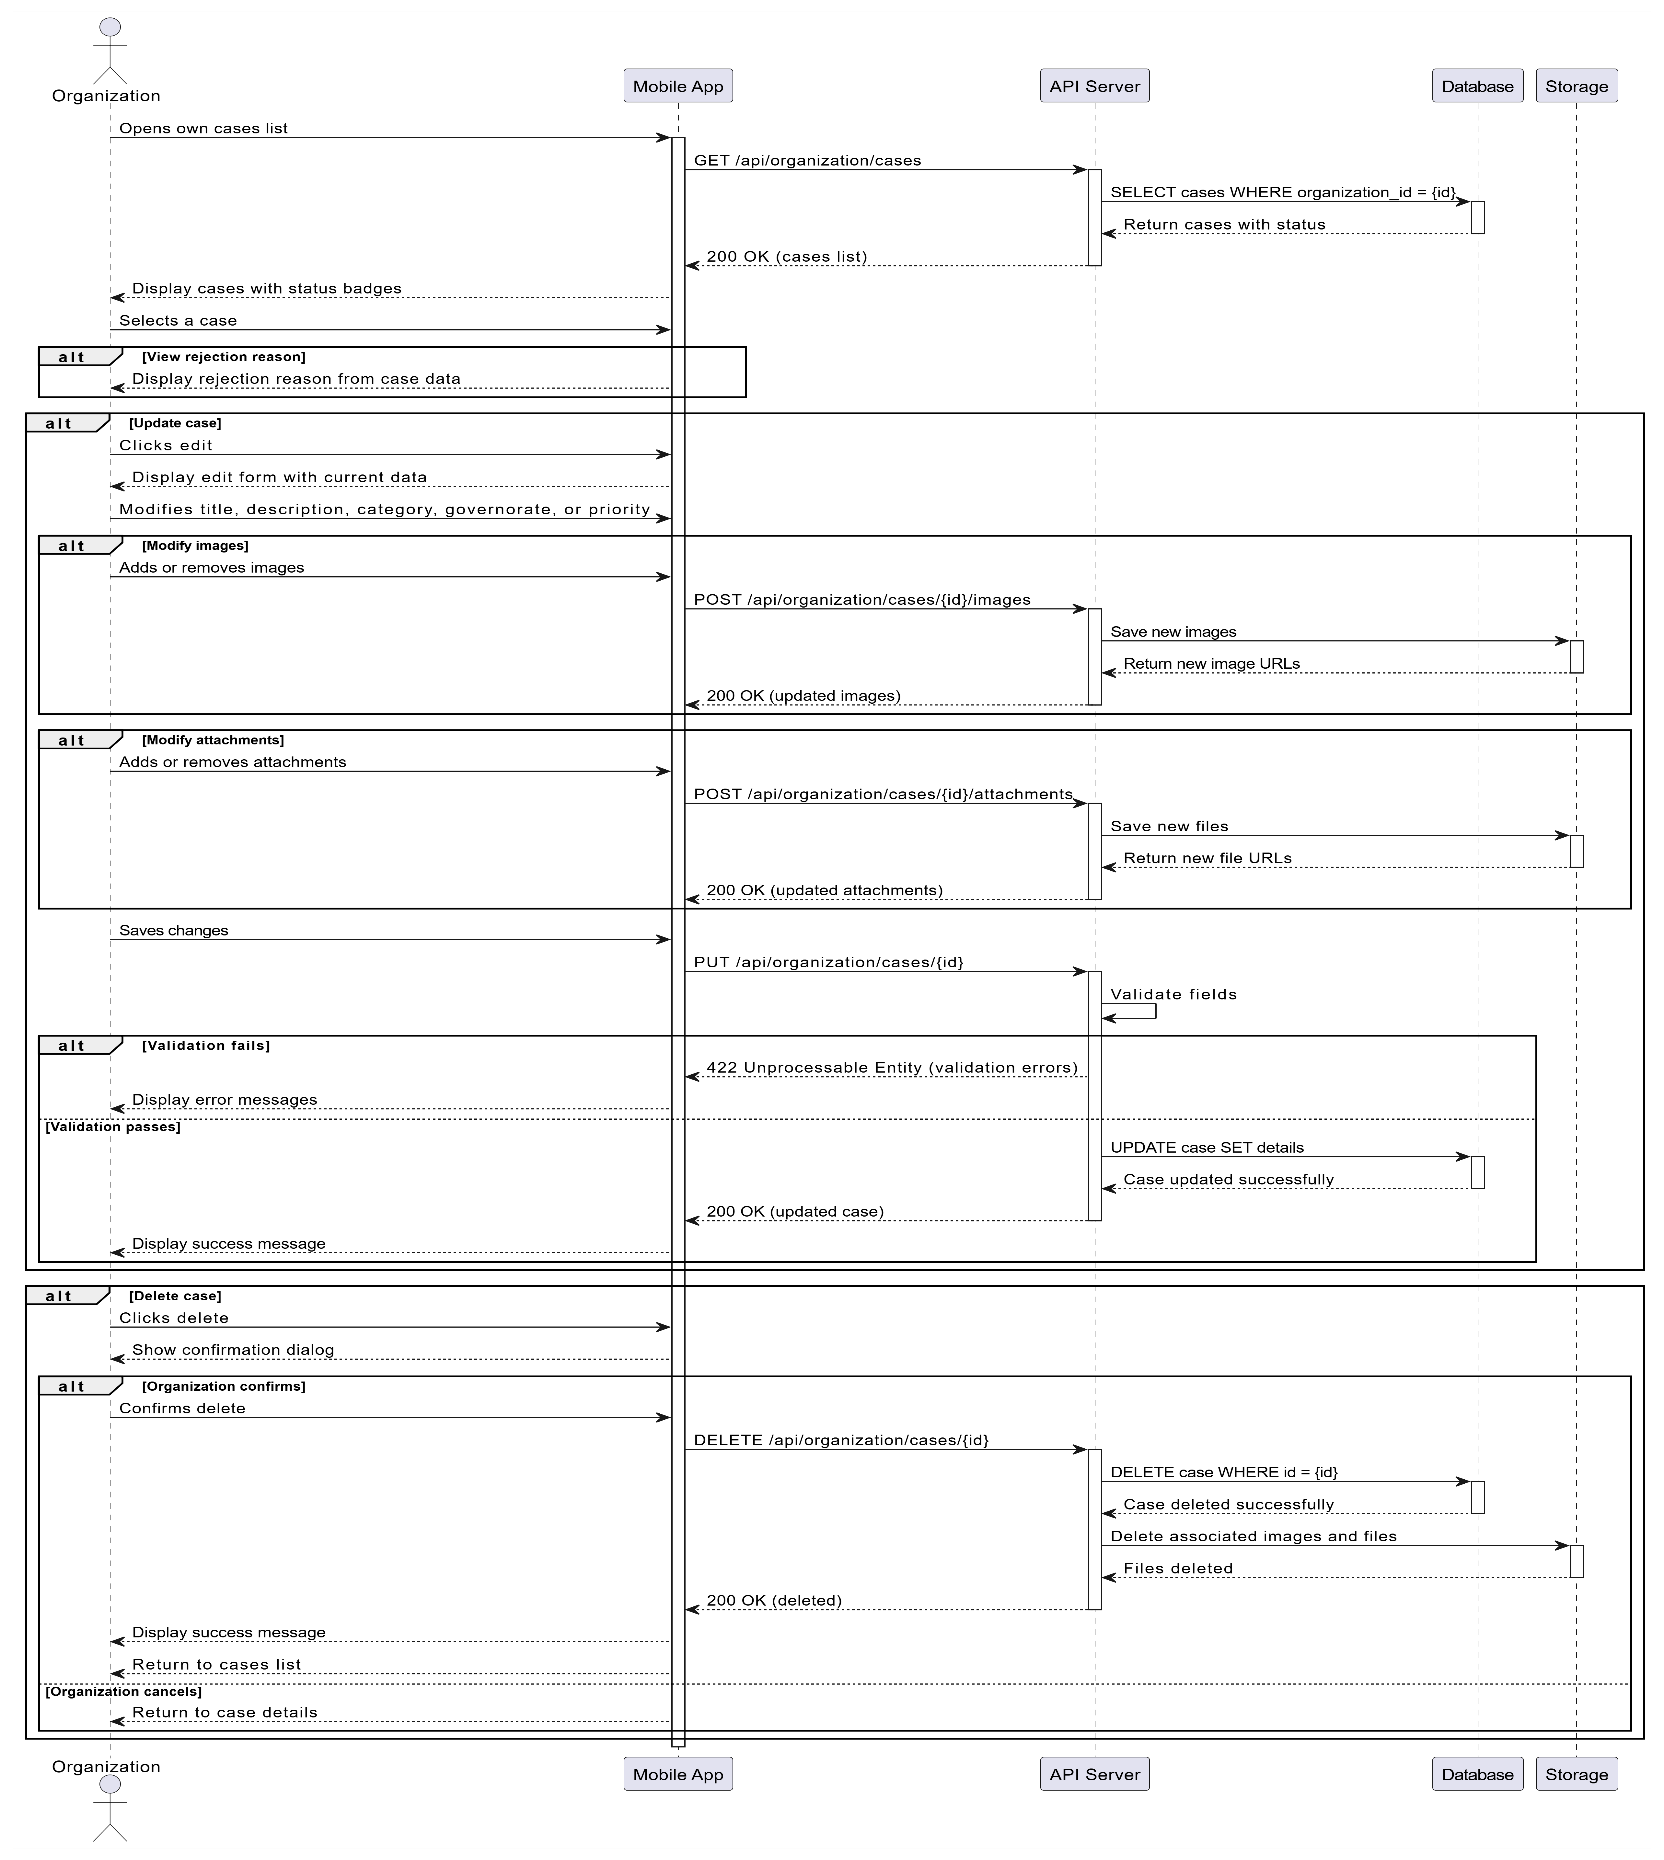 Organization
Mobile App
API Server
Database
Storage
Opens own cases list
GET /api/organization/cases
SELECT cases WHERE organization_id = {id}
Return cases with status
200 OK (cases list)
Display cases with status badges
Selects a case
alt [View rejection reason]
Display rejection reason from case data
alt [Update case]
Clicks edit
Display edit form with current data
Modifies title, description, category, governorate, or priority
alt [Modify images]
Adds or removes images
POST /api/organization/cases/{id}/images
Save new images
Return new image URLs
200 OK (updated images)
alt [Modify attachments]
Adds or removes attachments
POST /api/organization/cases/{id}/attachments
Save new files
Return new file URLs
200 OK (updated attachments)
Saves changes
PUT /api/organization/cases/{id}
Validate fields
alt [Validation fails]
422 Unprocessable Entity (validation errors)
Display error messages
[Validation passes]
UPDATE case SET details
Case updated successfully
200 OK (updated case)
Display success message
alt [Delete case]
Clicks delete
Show confirmation dialog
alt [Organization confirms]
Confirms delete
DELETE /api/organization/cases/{id}
DELETE case WHERE id = {id}
Case deleted successfully
Delete associated images and files
Files deleted
200 OK (deleted)
Display success message
Return to cases list
[Organization cancels]
Return to case details
Organization
Mobile App
API Server
Database
Storage